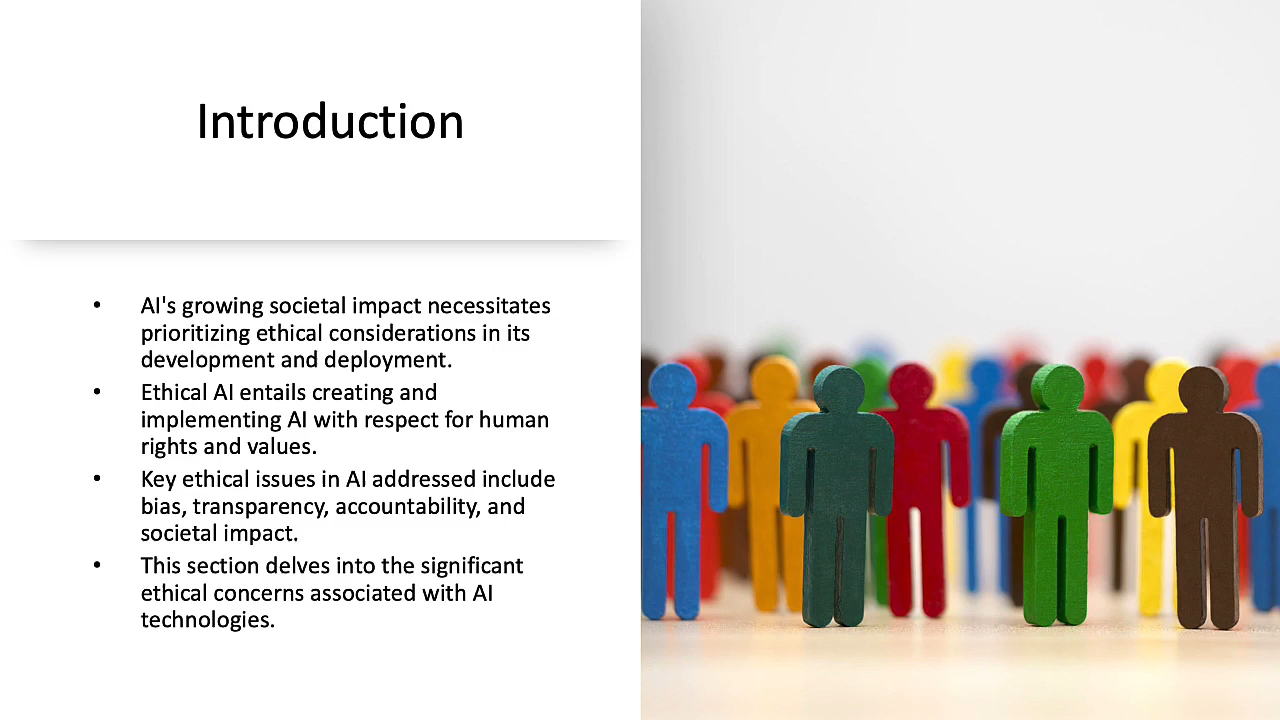 Introduction
• AI's growing societal impact necessitates
prioritizing ethical considerations in its
development and deployment.
• Ethical AI entails creating and
implementing AI with respect for human
rights and values.
• Key ethical issues in AI addressed include
bias, transparency, accountability, and
societal impact.
• This section delves into the significant
ethical concerns associated with AI
technologies.